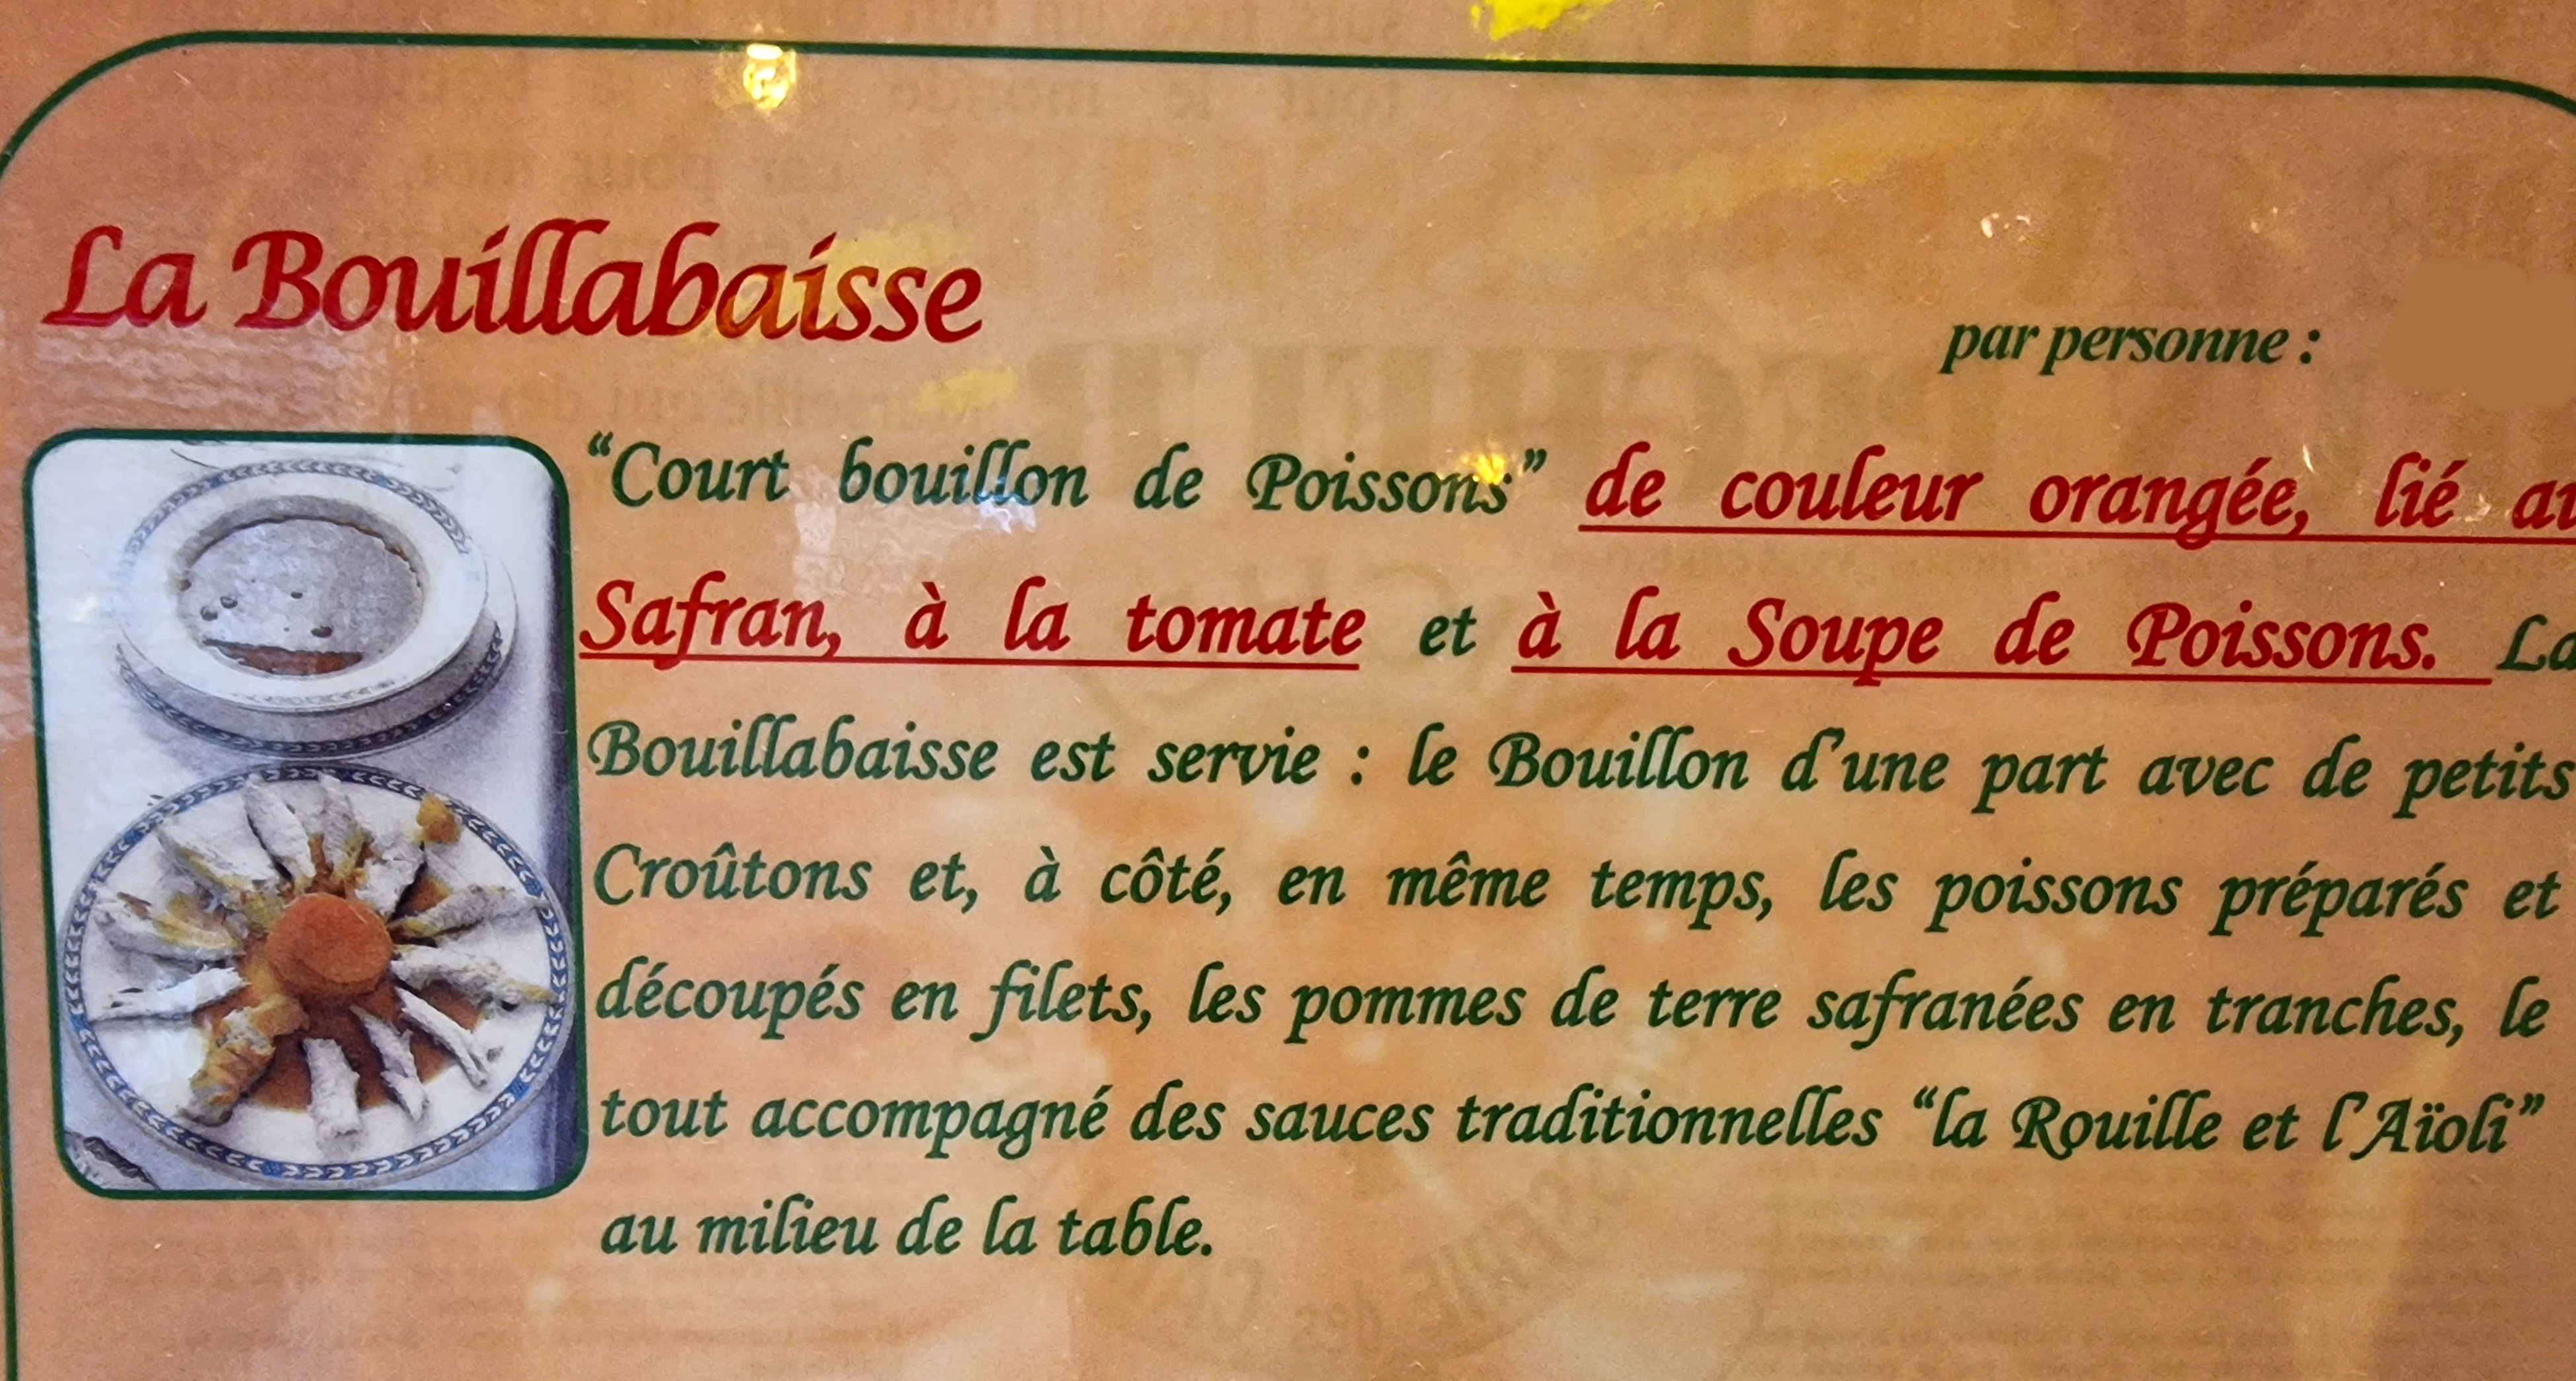 La Bouillabaisse
par personne :
“Court bouillon de Poissons” de couleur orangée, lié
Safran, à la tomate et à la Soupe de Poissons. La
Bouillabaisse est servie : le Bouillon d’une part avec de petits
Croûtons et, à côté, en même temps, les poissons préparés et
découpés en filets, les pommes de terre safranées en tranches, le
tout accompagné des sauces traditionnelles “la Rouille et l’Aïoli”
au milieu de la table.